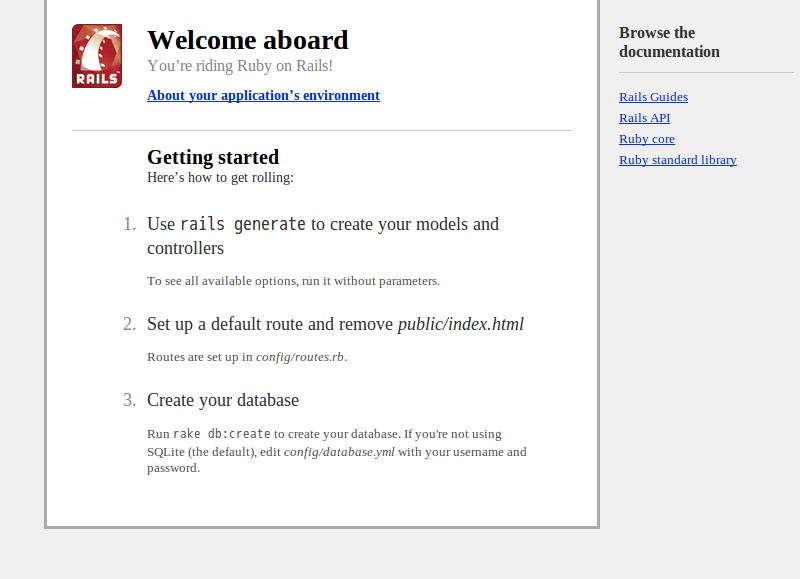 RAILS
Welcome aboard
You’re riding Ruby on Rails!
About your application’s environment
Getting started
Here’s how to get rolling:
1. Use rails generate to create your models and
controllers
To see all available options, run it without parameters.
2. Set up a default route and remove public/index.html
Routes are set up in config/routes.rb.
3. Create your database
Run rake db:create to create your database. If you're not using
SQLite (the default), edit config/database.yml with your username and
password.
Browse the
documentation
Rails Guides
Rails API
Ruby core
Ruby standard library